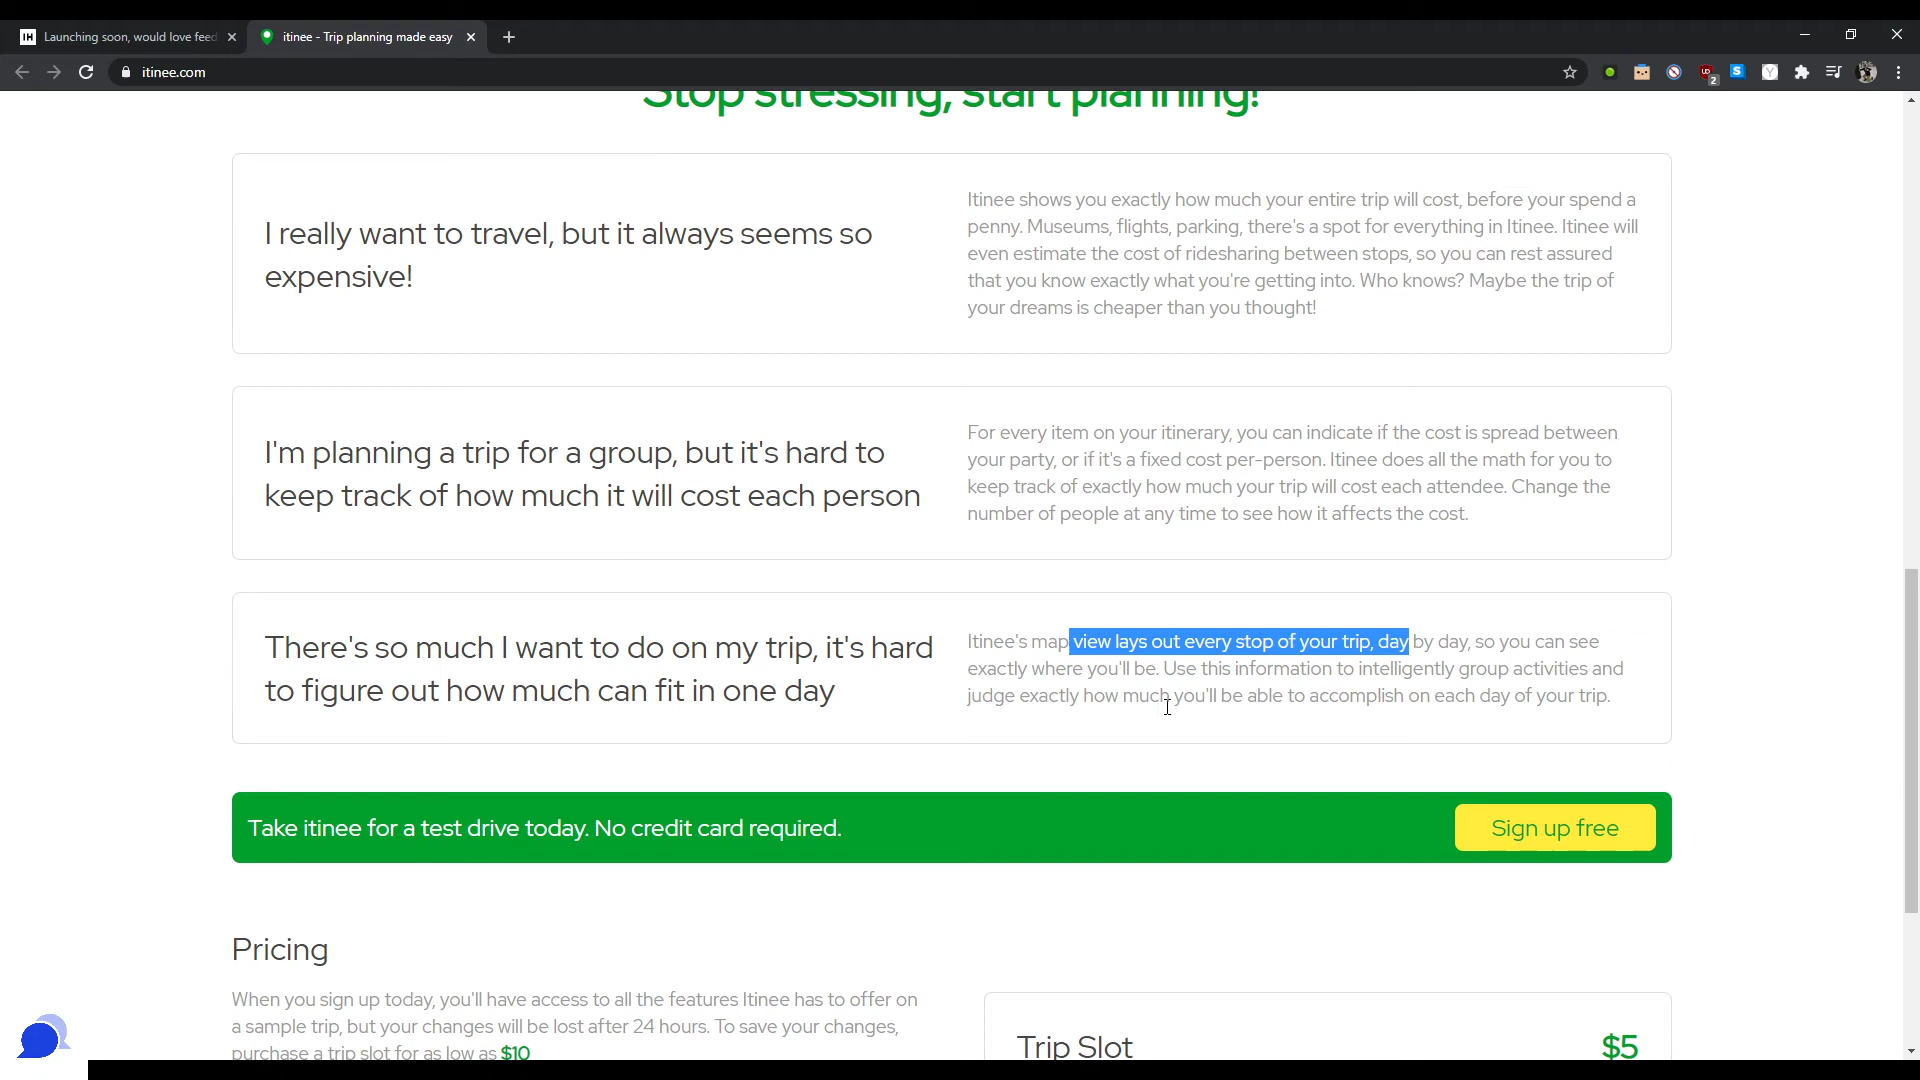 Launching soon, would love feed
itinee - Trip planning made easy
itinee.com
2
Stop stressing, start planning!
I really want to travel, but it always seems so
expensive!
Itinee shows you exactly how much your entire trip will cost, before your spend a
penny. Museums, flights, parking, there's a spot for everything in Itinee. Itinee will
even estimate the cost of ridesharing between stops, so you can rest assured
that you know exactly what you're getting into. Who knows? Maybe the trip of
your dreams is cheaper than you thought!
I'm planning a trip for a group, but it's hard to
keep track of how much it will cost each person
For every item on your itinerary, you can indicate if the cost is spread between
your party, or if it's a fixed cost per-person. Itinee does all the math for you to
keep track of exactly how much your trip will cost each attendee. Change the
number of people at any time to see how it affects the cost.
There's so much I want to do on my trip, it's hard
to figure out how much can fit in one day
Itinee's map view lays out every stop of your trip, day by day, so you can see
exactly where you'll be. Use this information to intelligently group activities and
judge exactly how much you'll be able to accomplish on each day of your trip.
Take itinee for a test drive today. No credit card required.
Sign up free
Pricing
When you sign up today, you'll have access to all the features Itinee has to offer on
a sample trip, but your changes will be lost after 24 hours. To save your changes,
purchase a trip slot for as low as $10
Trip Slot
$5